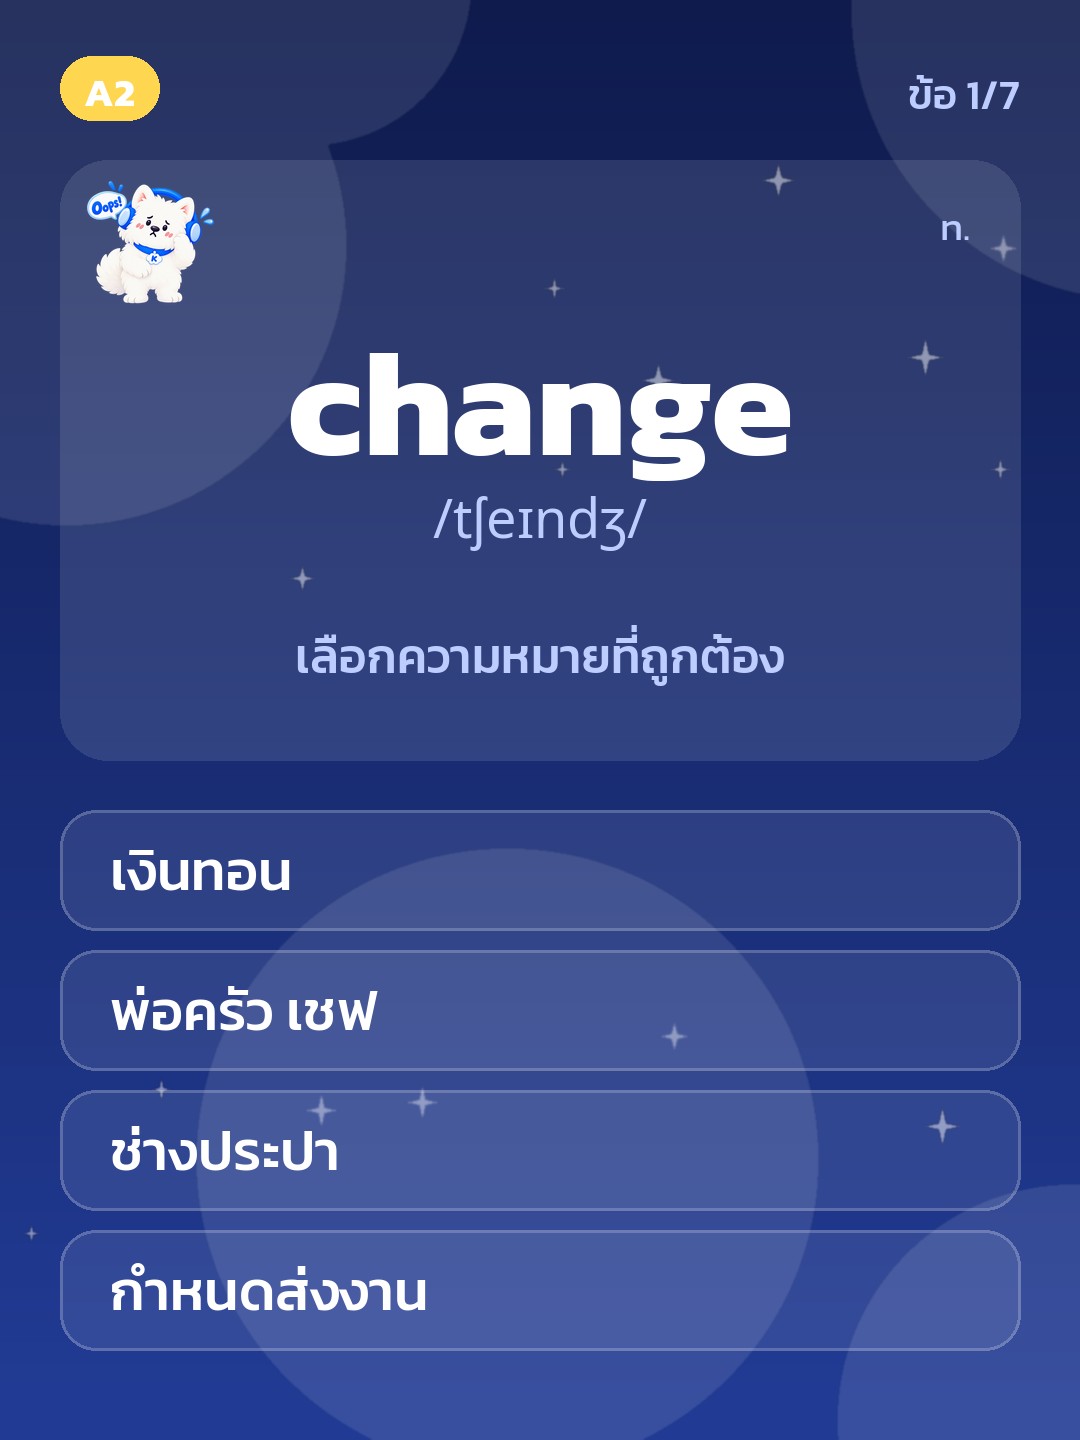 A2
ข้อ 1/7
Oops!
n.
K
change
/tʃeɪndʒ/
เลือกความหมายที่ถูกต้อง
เงินทอน
พ่อครัว เชฟ
ช่างประปา
กำหนดส่งงาน